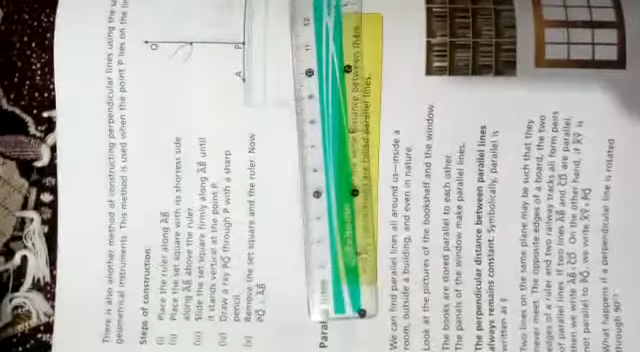 There is also another method of constructing perpendicular lines using the
geometrical instruments. This method is used when the point P lies on the
Steps of construction:
(i) Place the ruler along AB.
(ii) Place the set square with its shortest side
along AB above the ruler.
(iii) Slide the set square firmly along AB until
it stands vertical at the point P.
(iv) Draw a ray PQ through P with a sharp
pencil.
(v) Remove the set square and the ruler. Now
PQ ⊥ AB
Q
A
P
Paral
distance between them
parallel lines.
We can find parallel lines all around us—inside a
room, outside a building, and even in nature.
Look at the pictures of the bookshelf and the window.
The books are stored parallel to each other.
The panels of the window make parallel lines.
The perpendicular distance between parallel lines
always remains constant. Symbolically, parallel is
written as ∥
Two lines on the same plane may be such that they
never meet. The opposite edges of a board, the two
edges of a ruler and two railway tracks all form pairs
of parallel lines. If two lines AB and CD are parallel,
then we write AB ∥ CD. On the other hand, if XY is
not parallel to PQ, we write XY ∦ PQ
What happens if a perpendicular line is rotated
through 90°